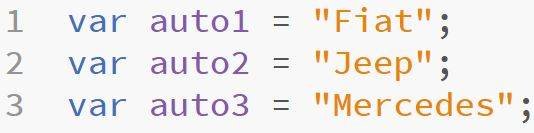 1 var auto1 = "Fiat";
2 var auto2 = "Jeep";
3 var auto3 = "Mercedes";